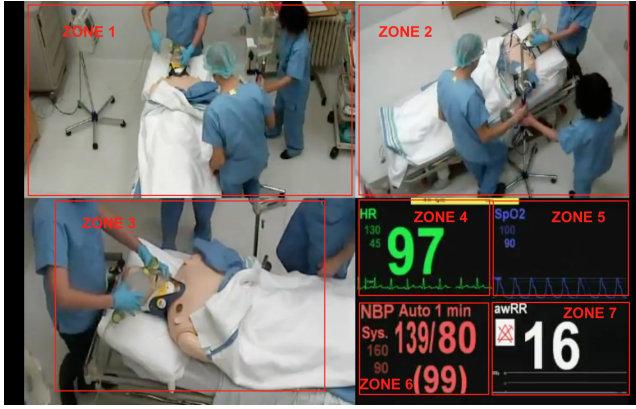 ZONE 1
ZONE 2
ZONE 3
HR
ZONE 4
130
45
97
SpO2
ZONE 5
100
90
NBP Auto 1 min
Sys.
139/80
160
90
(99)
ZONE 6
awRR
ZONE 7
16